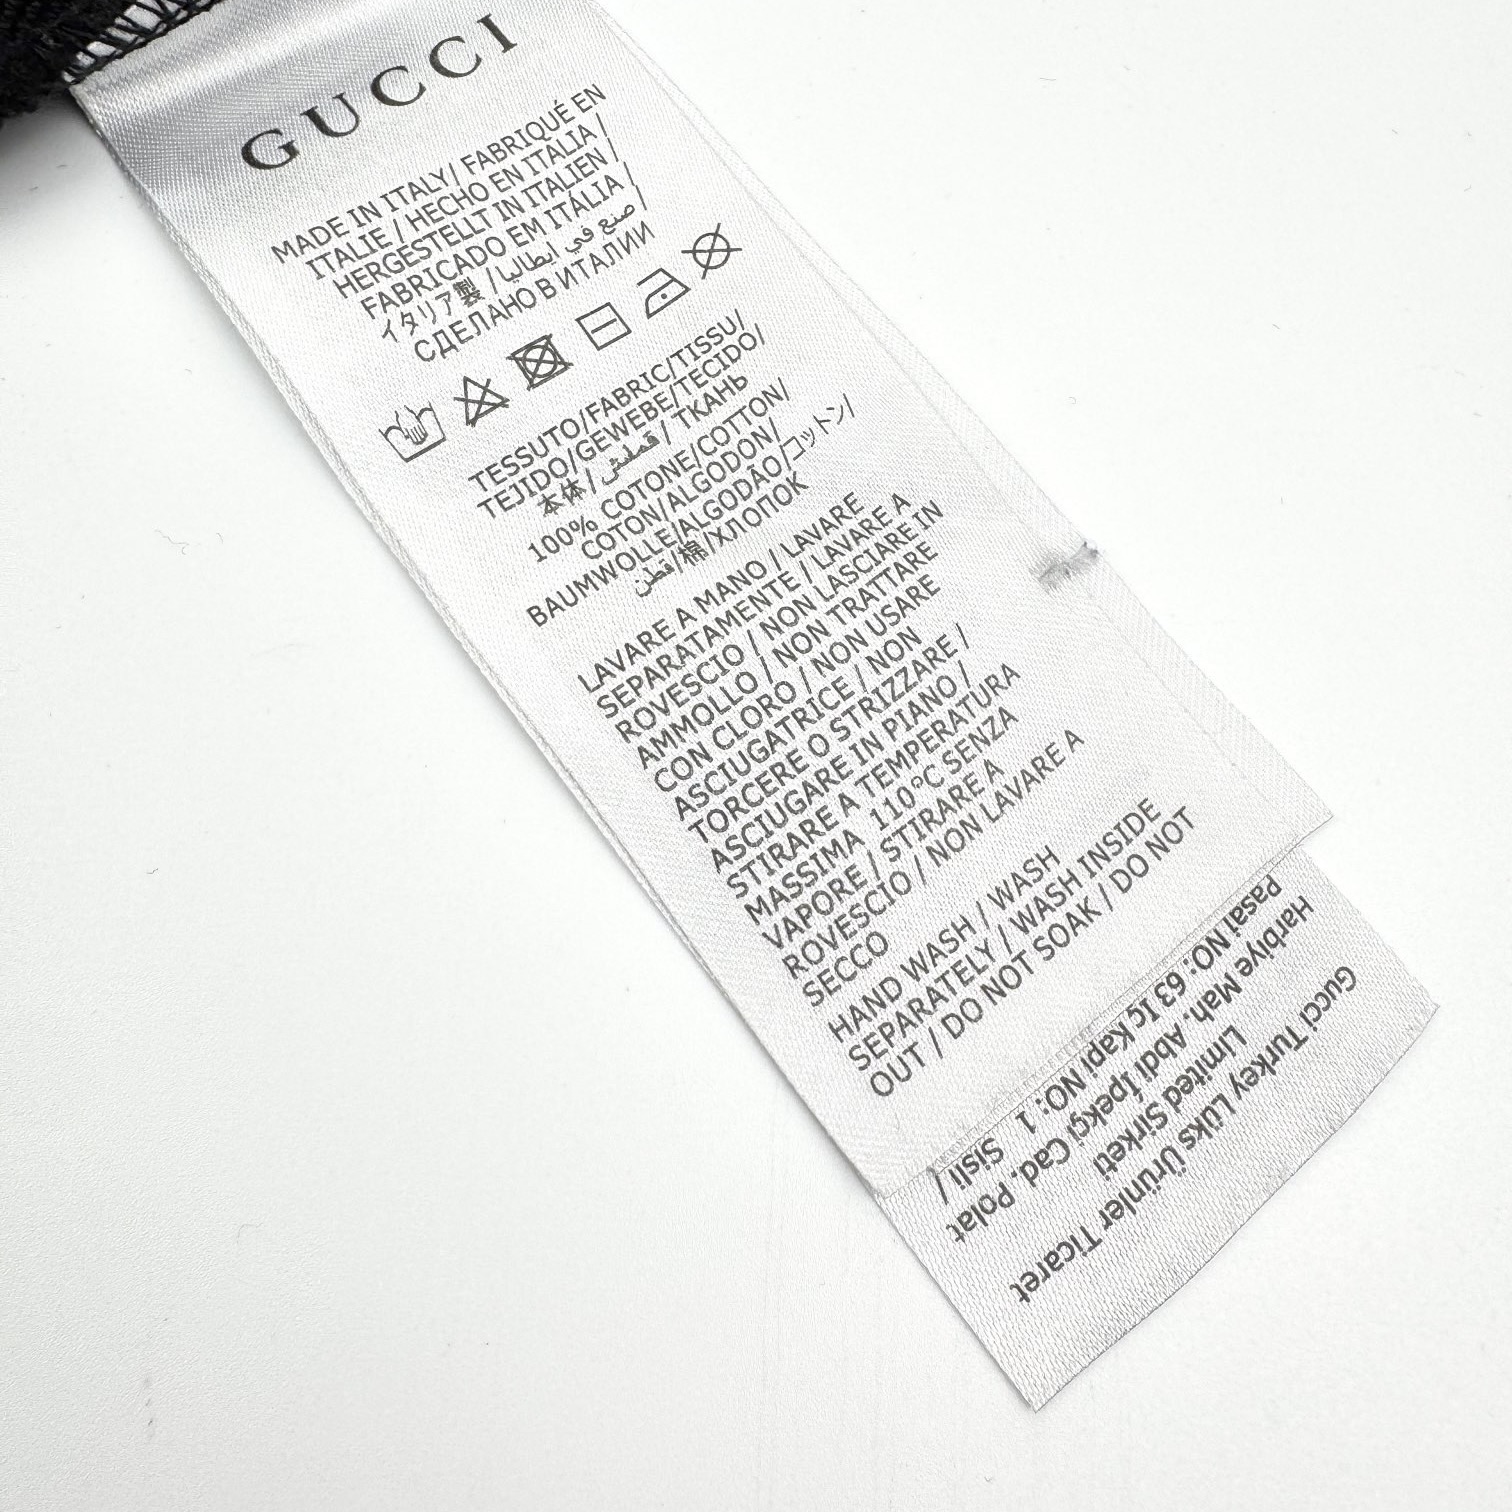 GUCCI
MADE IN ITALY/ FABRIQUÉ EN
ITALIE / HECHO EN ITALIA /
HERGESTELLT IN ITALIEN /
FABRICADO EM ITÁLIA /
イタリア製 / صنع في ايطاليا /
СДЕЛАНО В ИТАЛИИ
TESSUTO/FABRIC/TISSU/
TEJIDO/GEWEBE/TECIDO/
本体/قمليش/ ТКАНЬ
100% COTONE/COTTON/
COTON/ALGODON/
BAUMWOLLE/ALGODÃO/コットン/
قطن/棉/ХЛОПОК
LAVARE A MANO / LAVARE
SEPARATAMENTE / LAVARE A
ROVESCIO / NON LASCIARE IN
AMMOLLO / NON TRATTARE
CON CLORO / NON USARE
ASCIUGATRICE / NON
TORCERE O STRIZZARE /
ASCIUGARE IN PIANO /
STIRARE A TEMPERATURA
MASSIMA 110°C SENZA
VAPORE / STIRARE A
ROVESCIO / NON LAVARE A
SECCO
HAND WASH / WASH
SEPARATELY / WASH INSIDE
OUT / DO NOT SOAK / DO NOT
Gucci Turkey Lüks Ürünler Ticaret
Limited Sirketi
Harbiye Mah. Abdi İpekçi Cad. Polat
Pasai NO: 63 Iç Kapi NO: 1 Sisli /